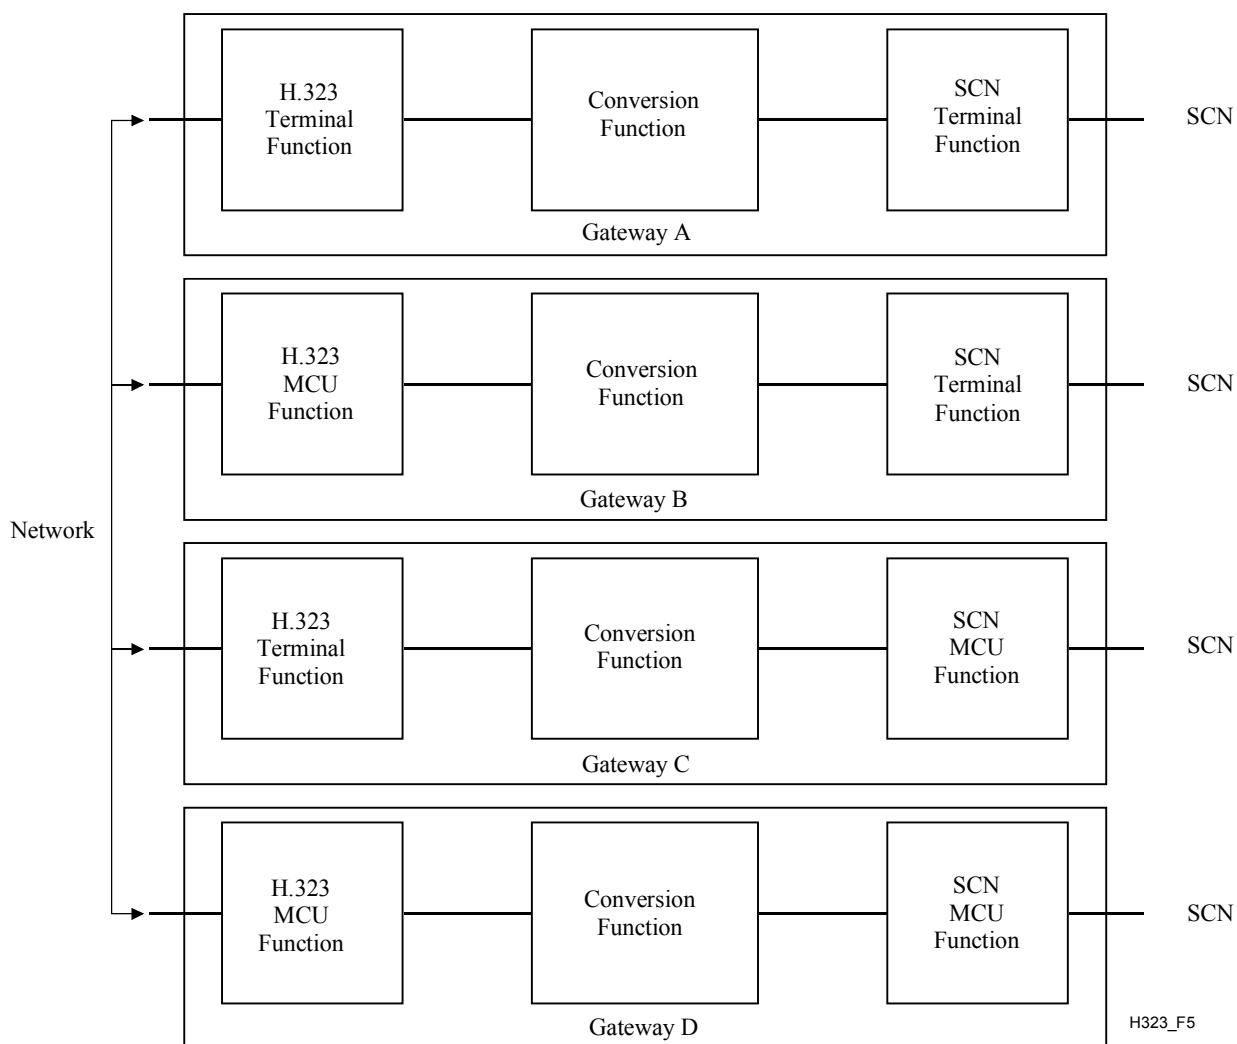 H.323
Terminal
Function
Conversion
Function
SCN
Terminal
Function
SCN
Gateway A
H.323
MCU
Function
Conversion
Function
SCN
Terminal
Function
SCN
Gateway B
Network
H.323
Terminal
Function
Conversion
Function
SCN
MCU
Function
SCN
Gateway C
H.323
MCU
Function
Conversion
Function
SCN
MCU
Function
SCN
Gateway D
H323_F5